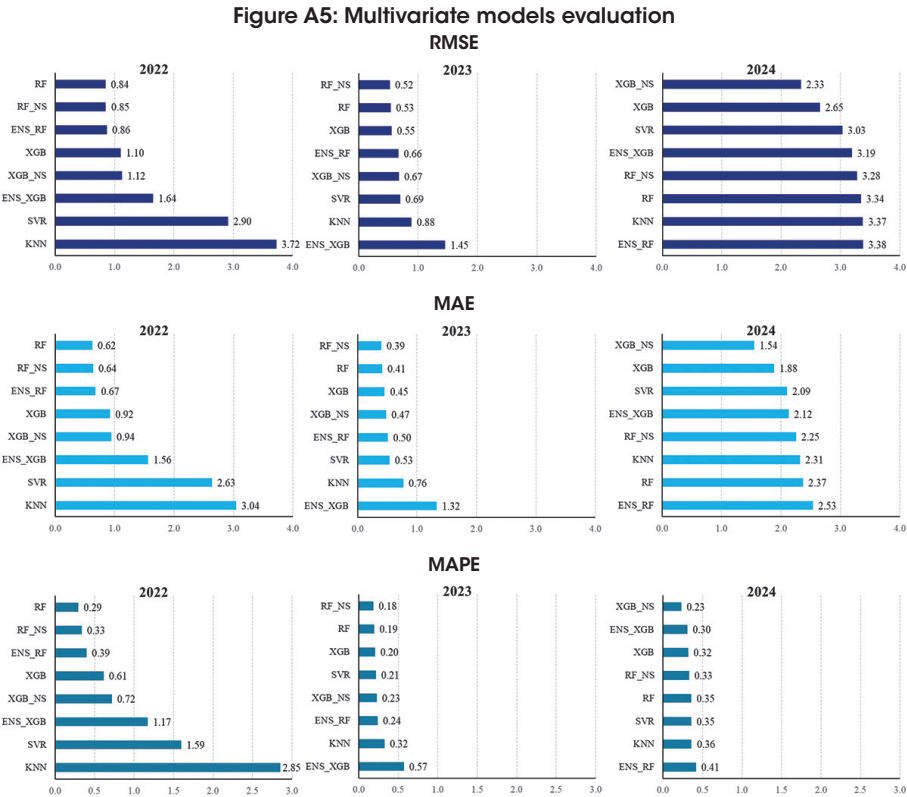 Figure A5: Multivariate models evaluation
RMSE
2022
RF 0.84
RF_NS 0.85
ENS_RF 0.86
XGB 1.10
XGB_NS 1.12
ENS_XGB 1.64
SVR 2.90
KNN 3.72
0.0 1.0 2.0 3.0 4.0
2023
RF_NS 0.52
RF 0.53
XGB 0.55
ENS_RF 0.66
XGB_NS 0.67
SVR 0.69
KNN 0.88
ENS_XGB 1.45
0.0 1.0 2.0 3.0 4.0
2024
XGB_NS 2.33
XGB 2.65
SVR 3.03
ENS_XGB 3.19
RF_NS 3.28
RF 3.34
KNN 3.37
ENS_RF 3.38
0.0 1.0 2.0 3.0 4.0
MAE
2022
RF 0.62
RF_NS 0.64
ENS_RF 0.67
XGB 0.92
XGB_NS 0.94
ENS_XGB 1.56
SVR 2.63
KNN 3.04
0.0 1.0 2.0 3.0 4.0
2023
RF_NS 0.39
RF 0.41
XGB 0.45
XGB_NS 0.47
ENS_RF 0.50
SVR 0.53
KNN 0.76
ENS_XGB 1.32
0.0 1.0 2.0 3.0 4.0
2024
XGB_NS 1.54
XGB 1.88
SVR 2.09
ENS_XGB 2.12
RF_NS 2.25
KNN 2.31
RF 2.37
ENS_RF 2.53
0.0 1.0 2.0 3.0 4.0
MAPE
2022
RF 0.29
RF_NS 0.33
ENS_RF 0.39
XGB 0.61
XGB_NS 0.72
ENS_XGB 1.17
SVR 1.59
KNN 2.85
0.0 0.5 1.0 1.5 2.0 2.5 3.0
2023
RF_NS 0.18
RF 0.19
XGB 0.20
SVR 0.21
XGB_NS 0.23
ENS_RF 0.24
KNN 0.32
ENS_XGB 0.57
0.0 0.5 1.0 1.5 2.0 2.5 3.0
2024
XGB_NS 0.23
ENS_XGB 0.30
XGB 0.32
RF_NS 0.33
RF 0.35
SVR 0.35
KNN 0.36
ENS_RF 0.41
0.0 0.5 1.0 1.5 2.0 2.5 3.0